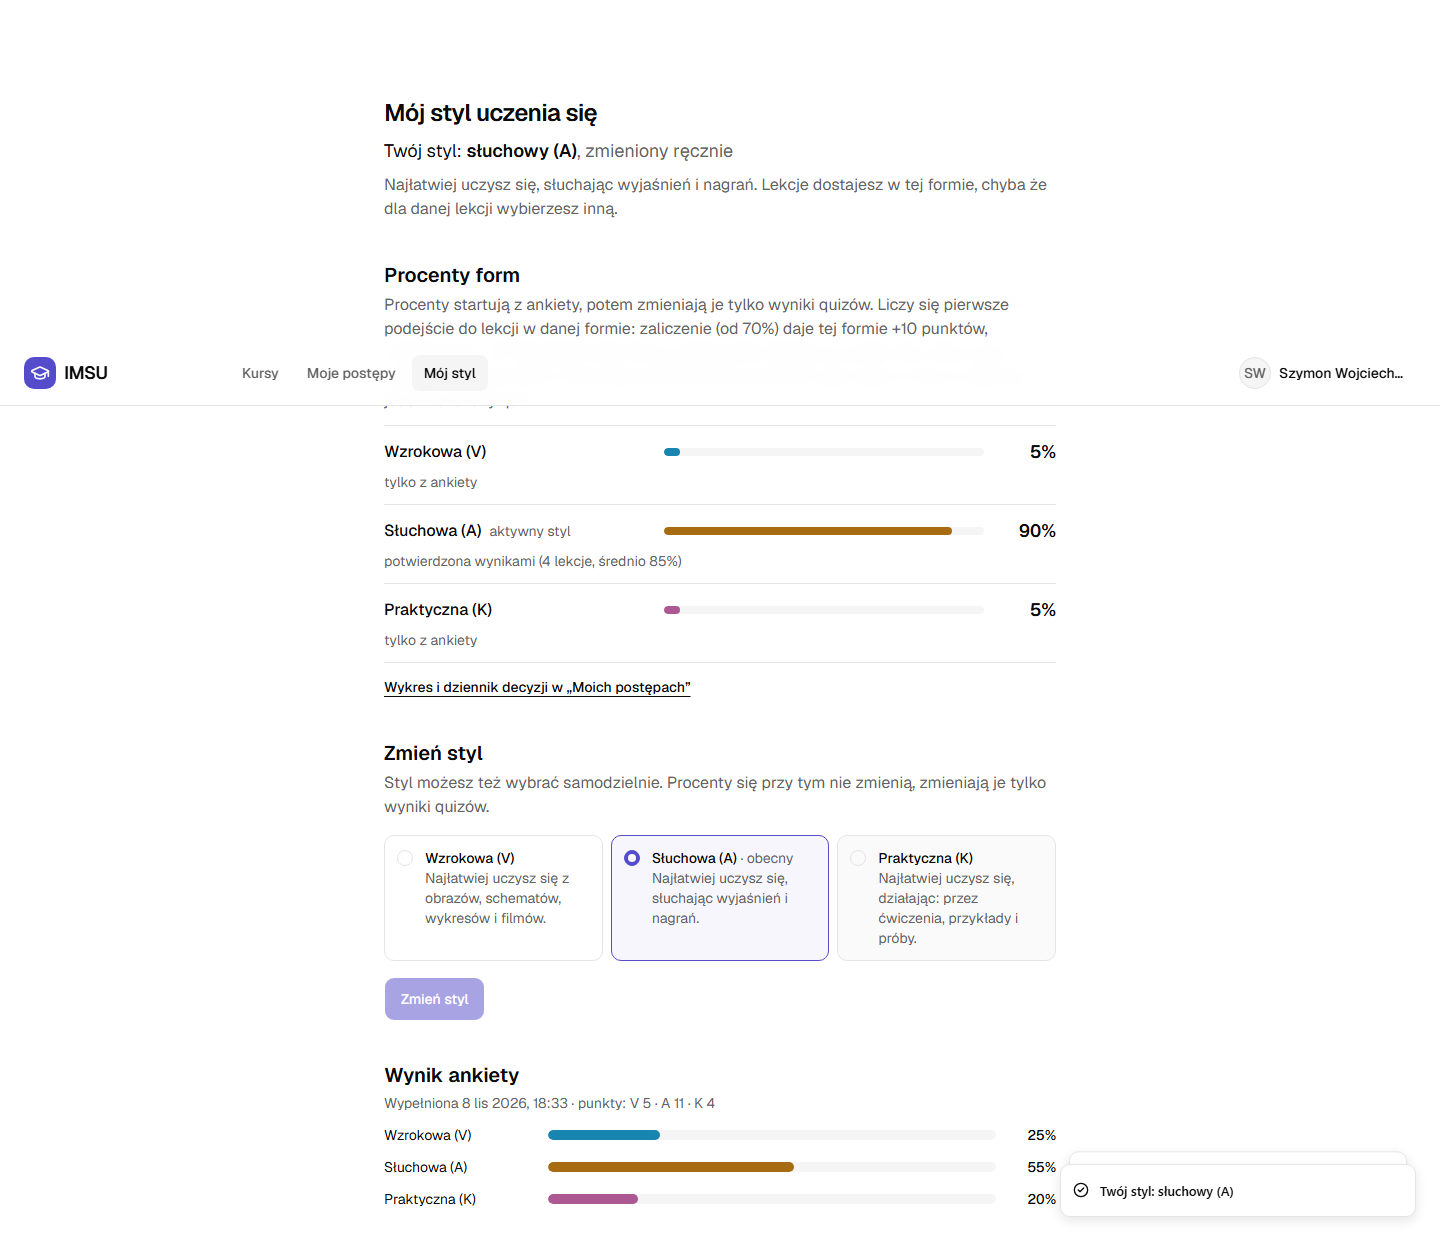 Mój styl uczenia się
Twój styl: słuchowy (A), zmieniony ręcznie
Najłatwiej uczysz się, słuchając wyjaśnień i nagrań. Lekcje dostajesz w tej formie, chyba że
dla danej lekcji wybierzesz inną.
Procenty form
Procenty startują z ankiety, potem zmieniają je tylko wyniki quizów. Liczy się pierwsze
podejście do lekcji w danej formie: zaliczenie (od 70%) daje tej formie +10 punktów,
IMSU
Kursy
Moje postępy
Mój styl
SW
Szymon Wojciech...
Wzrokowa (V)
5%
tylko z ankiety
Słuchowa (A) aktywny styl
90%
potwierdzona wynikami (4 lekcje, średnio 85%)
Praktyczna (K)
5%
tylko z ankiety
Wykres i dziennik decyzji w „Moich postępach”
Zmień styl
Styl możesz też wybrać samodzielnie. Procenty się przy tym nie zmienią, zmieniają je tylko
wyniki quizów.
Wzrokowa (V)
Najłatwiej uczysz się z
obrazów, schematów,
wykresów i filmów.
Słuchowa (A) · obecny
Najłatwiej uczysz się,
słuchając wyjaśnień i
nagrań.
Praktyczna (K)
Najłatwiej uczysz się,
działając: przez
ćwiczenia, przykłady i
próby.
Zmień styl
Wynik ankiety
Wypełniona 8 lis 2026, 18:33 · punkty: V 5 · A 11 · K 4
Wzrokowa (V)
25%
Słuchowa (A)
55%
Praktyczna (K)
20%
Twój styl: słuchowy (A)